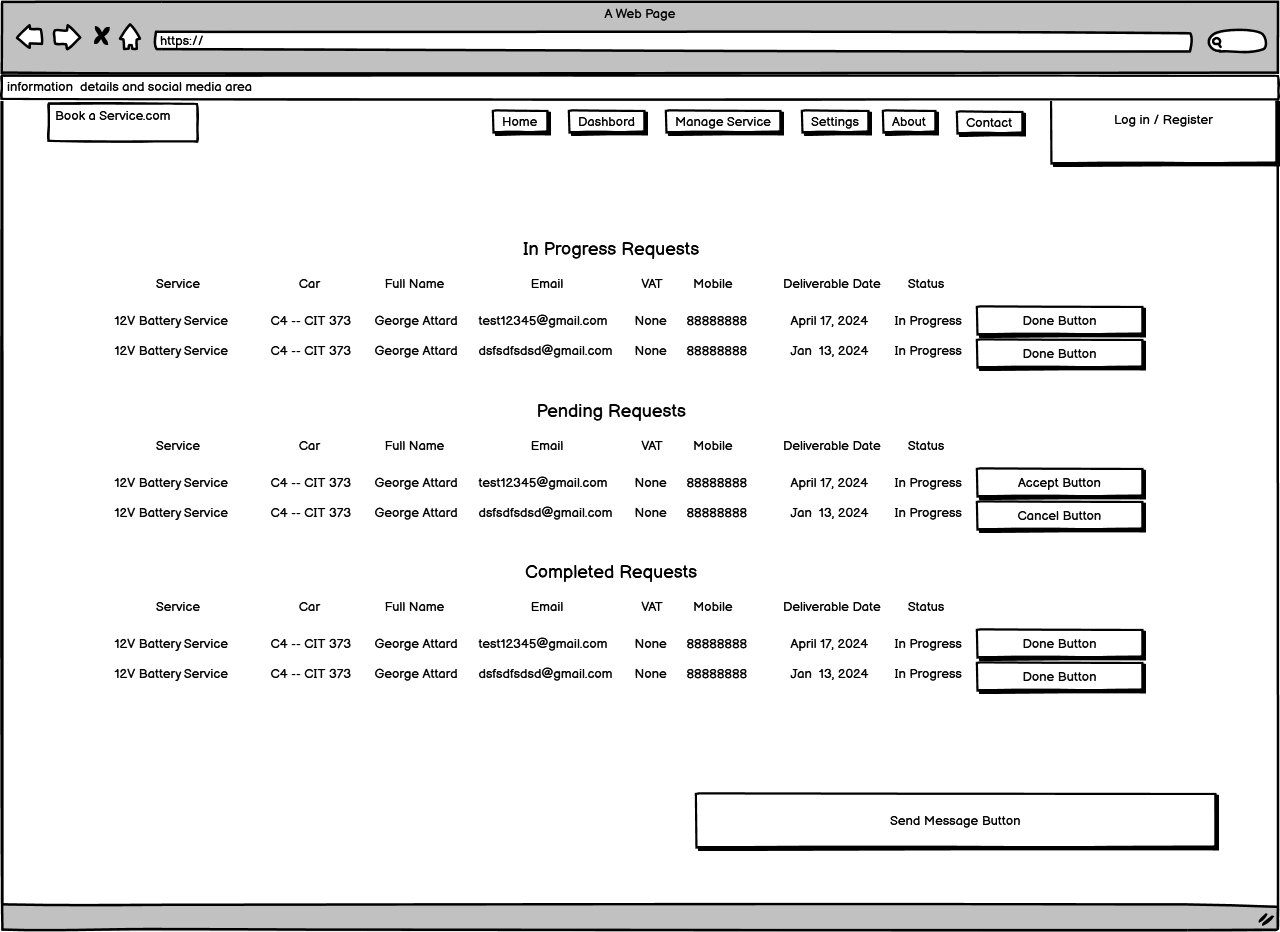 A Web Page
https://
information  details and social media area
Book a Service.com
Home Dashbord Manage Service Settings About Contact Log in / Register
In Progress Requests
Service Car Full Name Email VAT Mobile Deliverable Date Status
12V Battery Service C4 -- CIT 373 George Attard test12345@gmail.com None 88888888 April 17, 2024 In Progress Done Button
12V Battery Service C4 -- CIT 373 George Attard dsfsdfsdsd@gmail.com None 88888888 Jan  13, 2024 In Progress Done Button
Pending Requests
Service Car Full Name Email VAT Mobile Deliverable Date Status
12V Battery Service C4 -- CIT 373 George Attard test12345@gmail.com None 88888888 April 17, 2024 In Progress Accept Button
12V Battery Service C4 -- CIT 373 George Attard dsfsdfsdsd@gmail.com None 88888888 Jan  13, 2024 In Progress Cancel Button
Completed Requests
Service Car Full Name Email VAT Mobile Deliverable Date Status
12V Battery Service C4 -- CIT 373 George Attard test12345@gmail.com None 88888888 April 17, 2024 In Progress Done Button
12V Battery Service C4 -- CIT 373 George Attard dsfsdfsdsd@gmail.com None 88888888 Jan  13, 2024 In Progress Done Button
Send Message Button